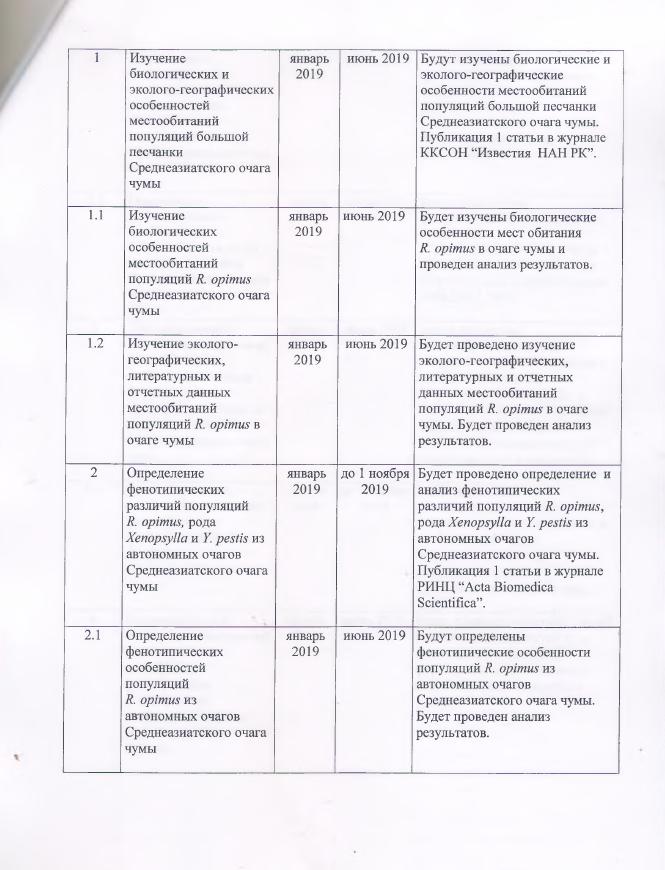 1
Изучение
биологических и
эколого-географических
особенностей
местообитаний
популяций большой
песчанки
Среднеазиатского очага
чумы
январь
2019
июнь 2019
Будут изучены биологические и
эколого-географические
особенности местообитаний
популяций большой песчанки
Среднеазиатского очага чумы.
Публикация 1 статьи в журнале
ККСОН “Известия НАН РК”.
1.1
Изучение
биологических
особенностей
местообитаний
популяций R. opimus
Среднеазиатского очага
чумы
январь
2019
июнь 2019
Будет изучены биологические
особенности мест обитания
R. opimus в очаге чумы и
проведен анализ результатов.
1.2
Изучение эколого-
географических,
литературных и
отчетных данных
местообитаний
популяций R. opimus в
очаге чумы
январь
2019
июнь 2019
Будет проведено изучение
эколого-географических,
литературных и отчетных
данных местообитаний
популяций R. opimus в очаге
чумы. Будет проведен анализ
результатов.
2
Определение
фенотипических
различий популяций
R. opimus, рода
Xenopsylla и Y. pestis из
автономных очагов
Среднеазиатского очага
чумы
январь
2019
до 1 ноября
2019
Будет проведено определение и
анализ фенотипических
различий популяций R. opimus,
рода Xenopsylla и Y. pestis из
автономных очагов
Среднеазиатского очага чумы.
Публикация 1 статьи в журнале
РИНЦ “Acta Biomedica
Scientifica”.
2.1
Определение
фенотических
особенностей
популяций
R. opimus из
автономных очагов
Среднеазиатского очага
чумы
январь
2019
июнь 2019
Будут определены
фенотипические особенности
популяций R. opimus из
автономных очагов
Среднеазиатского очага чумы.
Будет проведен анализ
результатов.